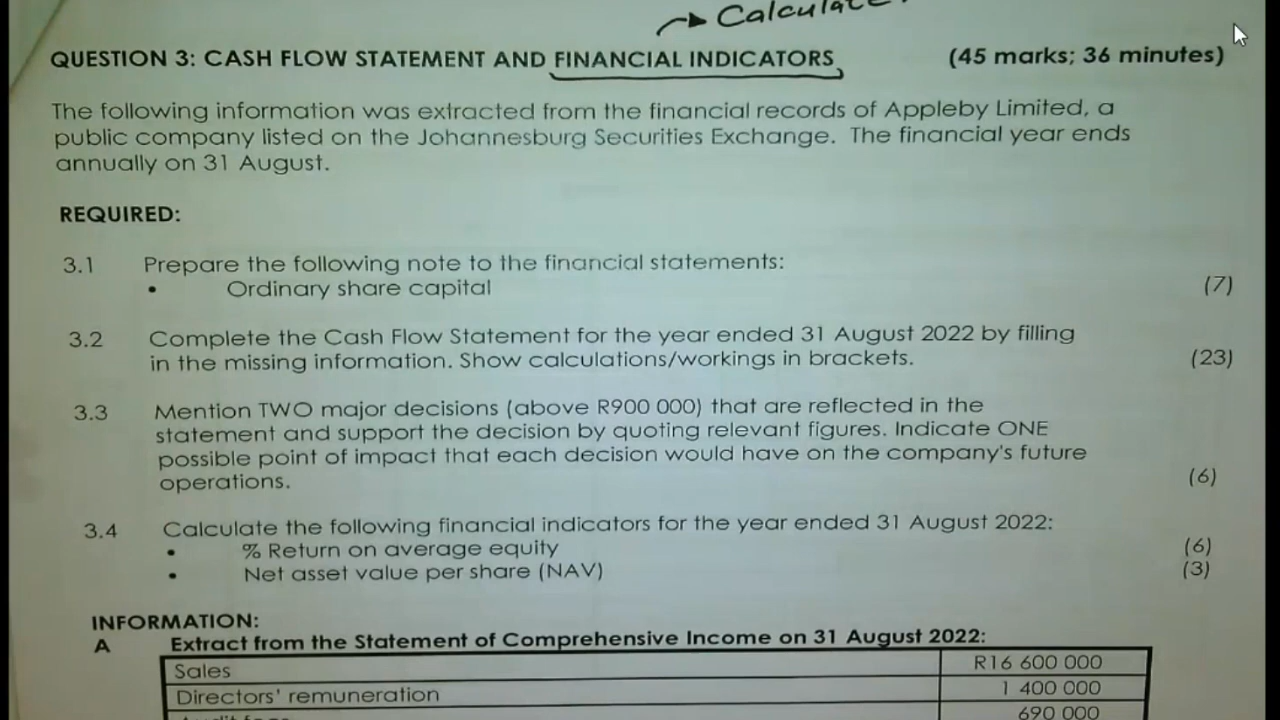 Calculate
QUESTION 3: CASH FLOW STATEMENT AND FINANCIAL INDICATORS (45 marks; 36 minutes)
The following information was extracted from the financial records of Appleby Limited, a
public company listed on the Johannesburg Securities Exchange. The financial year ends
annually on 31 August.
REQUIRED:
3.1 Prepare the following note to the financial statements:
• Ordinary share capital (7)
3.2 Complete the Cash Flow Statement for the year ended 31 August 2022 by filling
in the missing information. Show calculations/workings in brackets. (23)
3.3 Mention TWO major decisions (above R900 000) that are reflected in the
statement and support the decision by quoting relevant figures. Indicate ONE
possible point of impact that each decision would have on the company's future
operations. (6)
3.4 Calculate the following financial indicators for the year ended 31 August 2022:
• % Return on average equity (6)
• Net asset value per share (NAV) (3)
INFORMATION:
A Extract from the Statement of Comprehensive Income on 31 August 2022:
Sales R16 600 000
Directors' remuneration 1 400 000
690 000